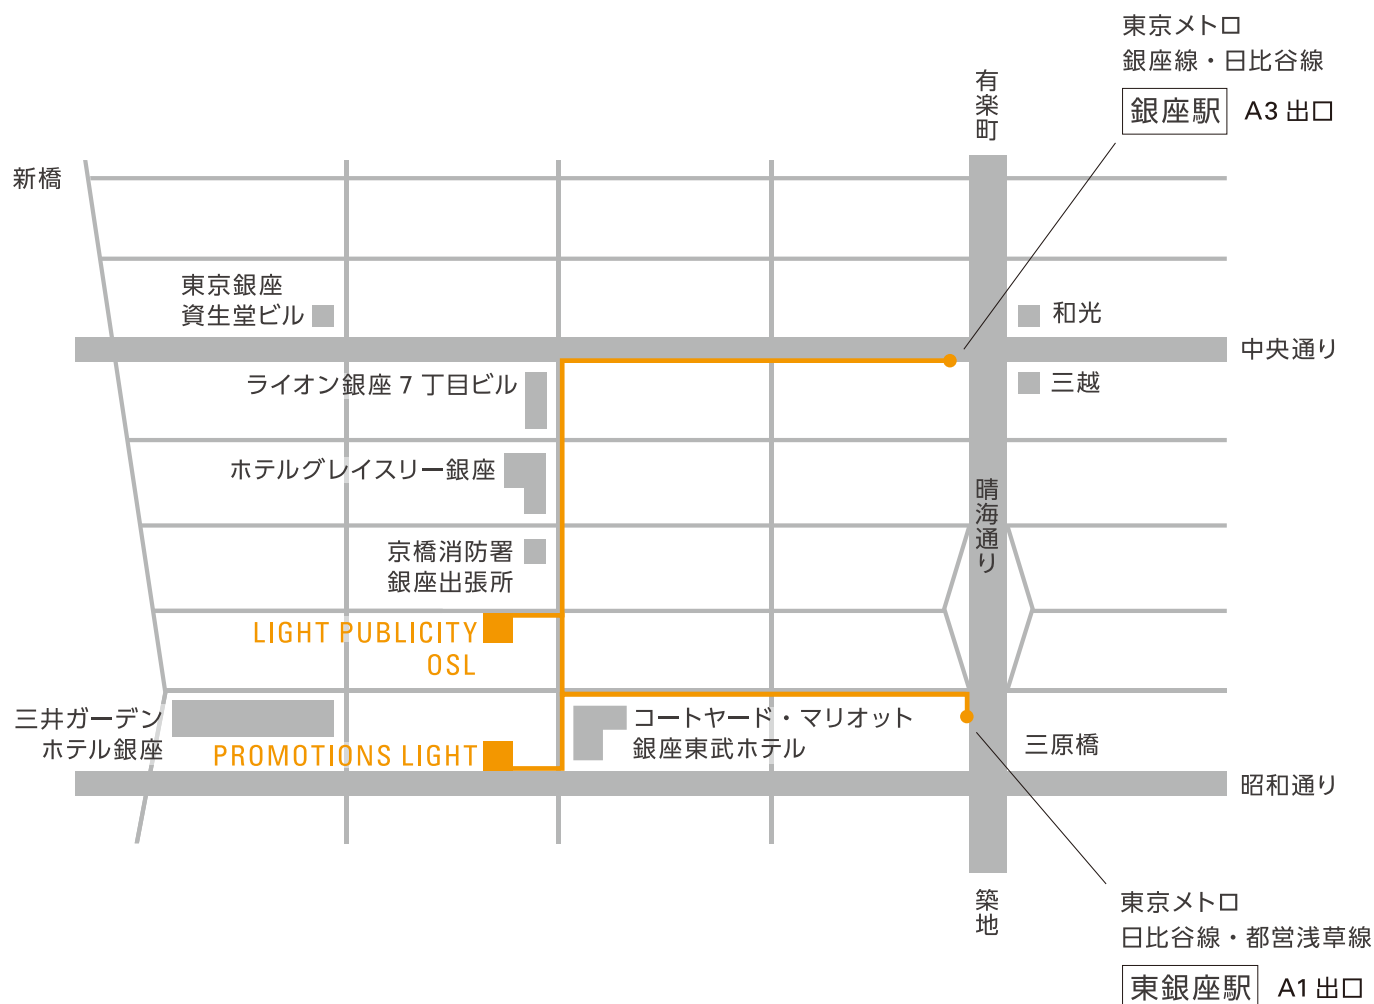 東京メトロ
銀座線・日比谷線
銀座駅 A3 出口
有楽町
新橋
東京銀座
資生堂ビル
和光
中央通り
三越
ライオン銀座 7 丁目ビル
ホテルグレイスリー銀座
晴海通り
京橋消防署
銀座出張所
LIGHT PUBLICITY
OSL
三井ガーデン
ホテル銀座
PROMOTIONS LIGHT
コートヤード・マリオット
銀座東武ホテル
三原橋
昭和通り
築地
東京メトロ
日比谷線・都営浅草線
東銀座駅 A1 出口